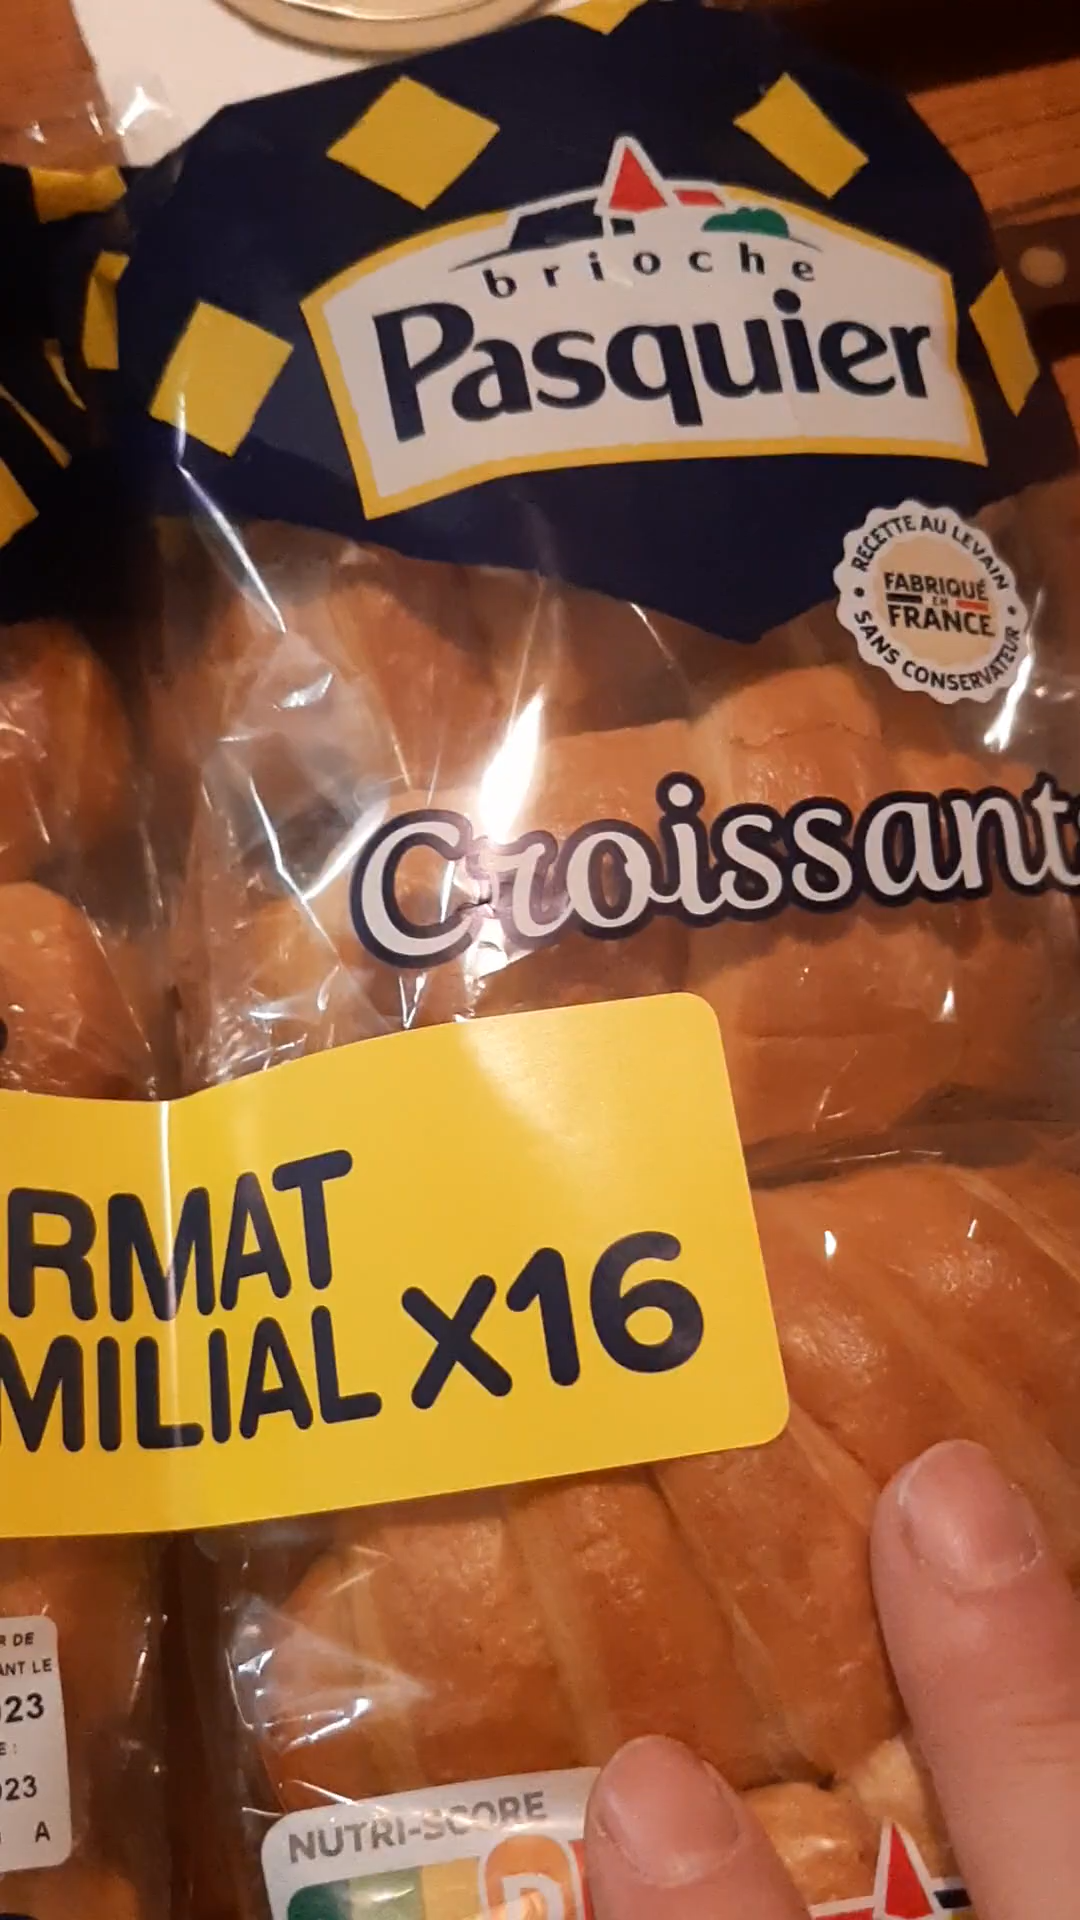 brioche
Pasquier
RECETTE AU LEVAIN
FABRIQUÉ
EN
FRANCE
SANS CONSERVATEUR
Croissant
RMAT
MILIAL x16
R DE
ANT LE
023
E:
023
A
NUTRI-SCORE
D